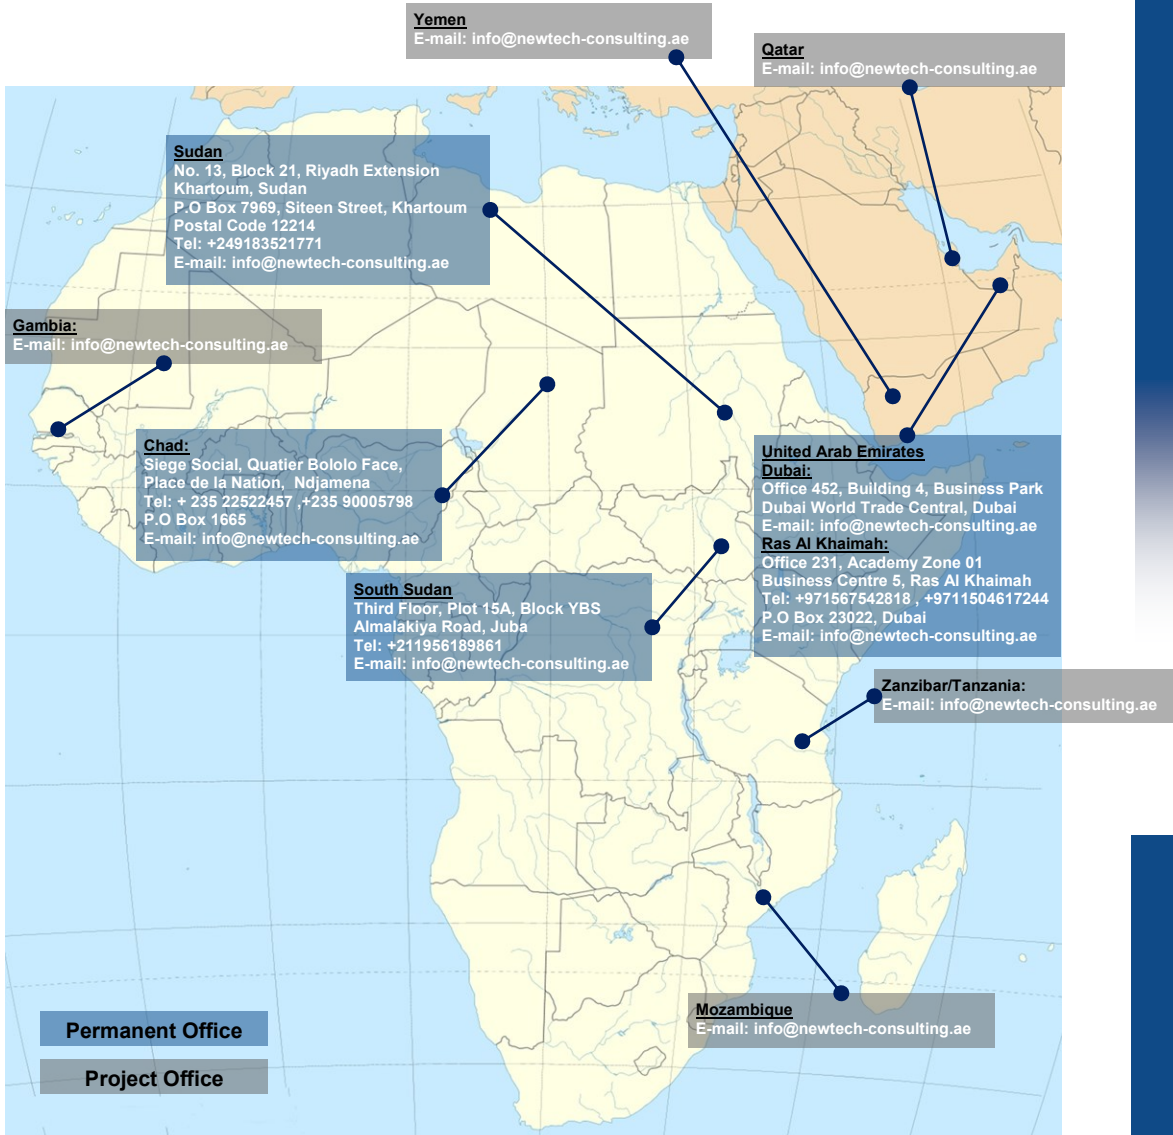 Yemen
E-mail: info@newtech-consulting.ae
Qatar
E-mail: info@newtech-consulting.ae
Sudan
No. 13, Block 21, Riyadh Extension
Khartoum, Sudan
P.O Box 7969, Siteen Street, Khartoum
Postal Code 12214
Tel: +249183521771
E-mail: info@newtech-consulting.ae
Gambia:
E-mail: info@newtech-consulting.ae
Chad:
Siege Social, Quatier Bololo Face,
Place de la Nation, Ndjamena
Tel: + 235 22522457 ,+235 90005798
P.O Box 1665
E-mail: info@newtech-consulting.ae
United Arab Emirates
Dubai:
Office 452, Building 4, Business Park
Dubai World Trade Central, Dubai
E-mail: info@newtech-consulting.ae
Ras Al Khaimah:
Office 231, Academy Zone 01
Business Centre 5, Ras Al Khaimah
Tel: +971567542818 , +9711504617244
P.O Box 23022, Dubai
E-mail: info@newtech-consulting.ae
South Sudan
Third Floor, Plot 15A, Block YBS
Almalakiya Road, Juba
Tel: +211956189861
E-mail: info@newtech-consulting.ae
Zanzibar/Tanzania:
E-mail: info@newtech-consulting.ae
Mozambique
E-mail: info@newtech-consulting.ae
Permanent Office
Project Office